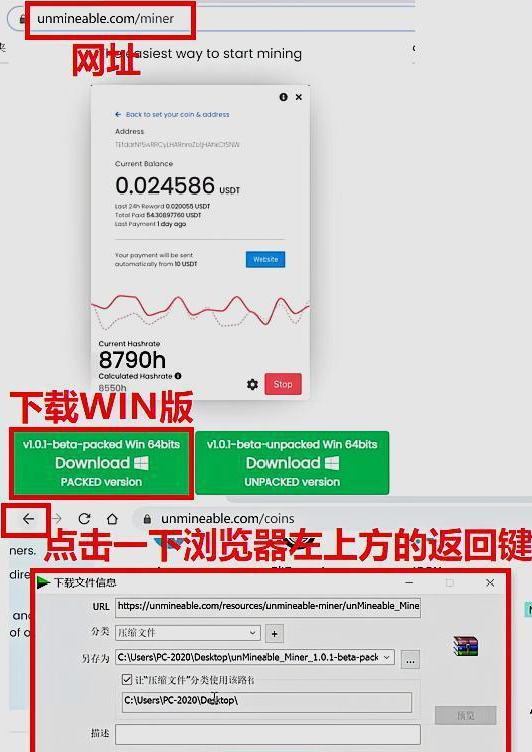 unmineable.com/miner
网址
The easiest way to start mining
Back to set your coin & address
Address
Current Balance
0.024586 USDT
Last 24h Reward 0.020055 USDT
Total Paid 54.30897760 USDT
Last Payment 1 day ago
Your payment will be sent
automatically from 10 USDT
Website
Current Hashrate
8790h
Calculated Hashrate
8550h
Stop
下载WIN版
v1.0.1-beta-packed Win 64bits
Download
PACKED version
v1.0.1-beta-unpacked Win 64bits
Download
UNPACKED version
unmineable.com/coins
点击一下浏览器左上方的返回键
ners.
dire
and
of o
下载文件信息
URL
https://unmineable.com/resources/unmineable-miner/unMineable_Mine
分类
压缩文件
+
另存为
C:\Users\PC-2020\Desktop\unMineable_Miner_1.0.1-beta-pack
...
让"压缩文件"分类使用该路名
C:\Users\PC-2020\Desktop\
预览
描述